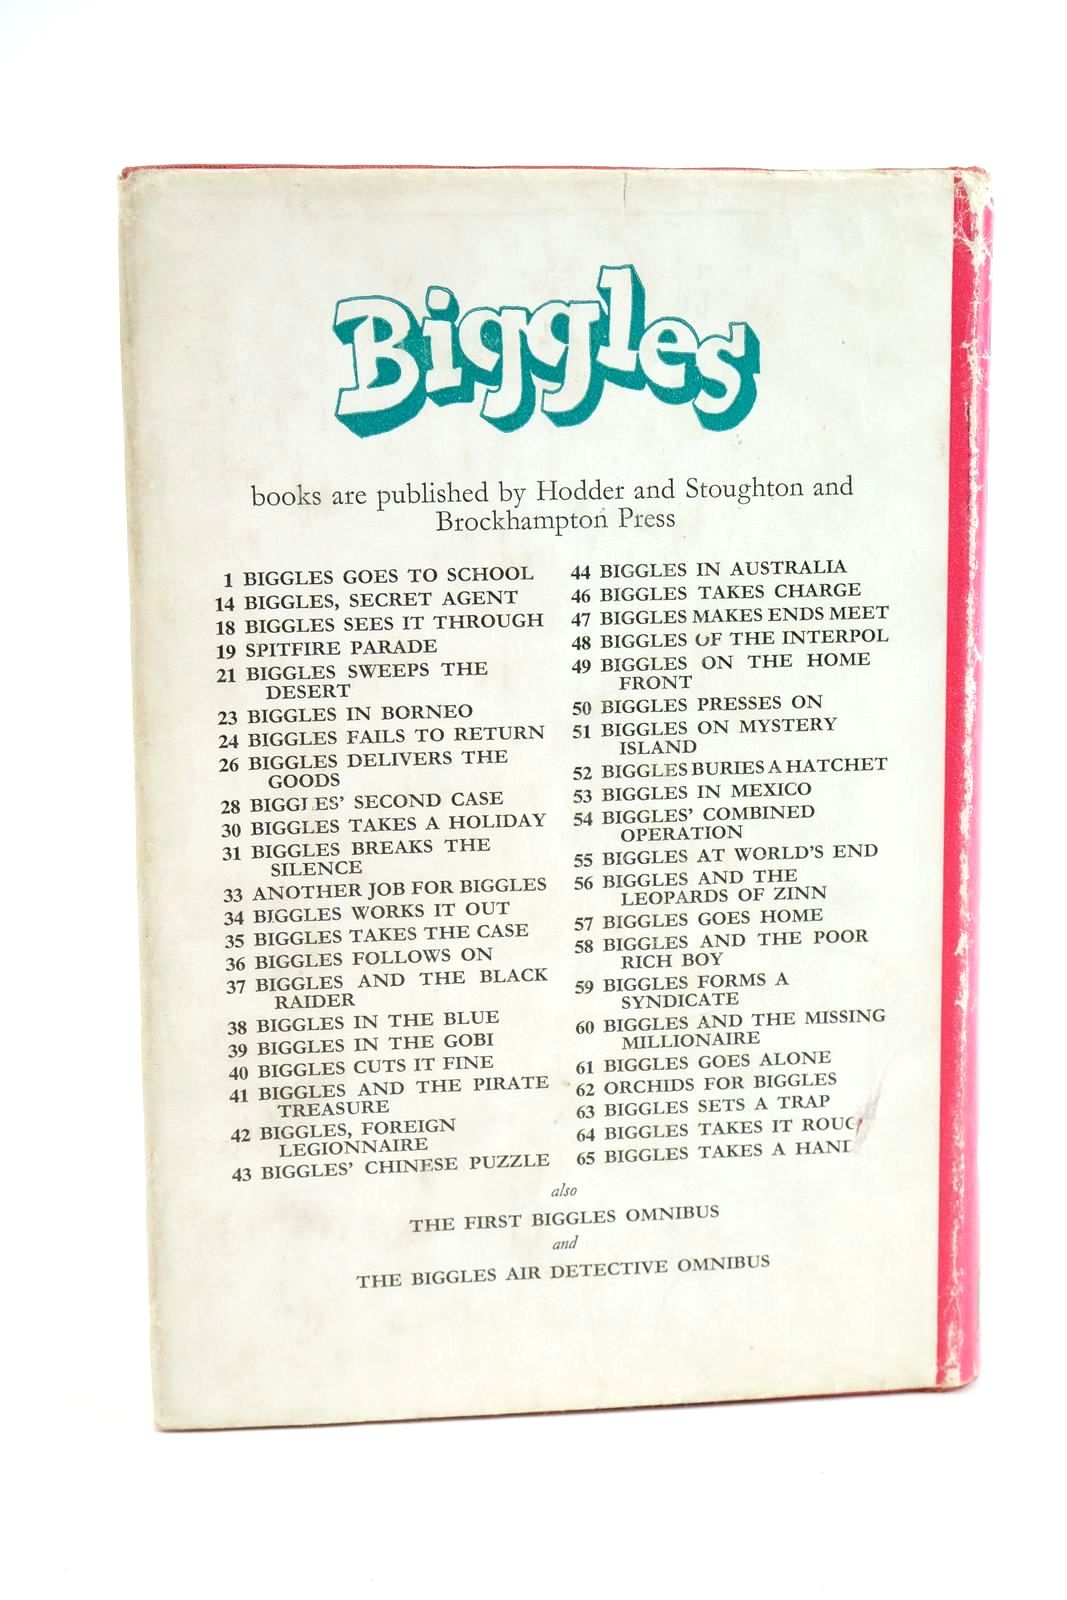 Biggles
books are published by Hodder and Stoughton and
Brockhampton Press
1 BIGGLES GOES TO SCHOOL
14 BIGGLES, SECRET AGENT
18 BIGGLES SEES IT THROUGH
19 SPITFIRE PARADE
21 BIGGLES SWEEPS THE
DESERT
23 BIGGLES IN BORNEO
24 BIGGLES FAILS TO RETURN
26 BIGGLES DELIVERS THE
GOODS
28 BIGGLES' SECOND CASE
30 BIGGLES TAKES A HOLIDAY
31 BIGGLES BREAKS THE
SILENCE
33 ANOTHER JOB FOR BIGGLES
34 BIGGLES WORKS IT OUT
35 BIGGLES TAKES THE CASE
36 BIGGLES FOLLOWS ON
37 BIGGLES AND THE BLACK
RAIDER
38 BIGGLES IN THE BLUE
39 BIGGLES IN THE GOBI
40 BIGGLES CUTS IT FINE
41 BIGGLES AND THE PIRATE
TREASURE
42 BIGGLES, FOREIGN
LEGIONNAIRE
43 BIGGLES' CHINESE PUZZLE
44 BIGGLES IN AUSTRALIA
46 BIGGLES TAKES CHARGE
47 BIGGLES MAKES ENDS MEET
48 BIGGLES OF THE INTERPOL
49 BIGGLES ON THE HOME
FRONT
50 BIGGLES PRESSES ON
51 BIGGLES ON MYSTERY
ISLAND
52 BIGGLES BURIES A HATCHET
53 BIGGLES IN MEXICO
54 BIGGLES' COMBINED
OPERATION
55 BIGGLES AT WORLD'S END
56 BIGGLES AND THE
LEOPARDS OF ZINN
57 BIGGLES GOES HOME
58 BIGGLES AND THE POOR
RICH BOY
59 BIGGLES FORMS A
SYNDICATE
60 BIGGLES AND THE MISSING
MILLIONAIRE
61 BIGGLES GOES ALONE
62 ORCHIDS FOR BIGGLES
63 BIGGLES SETS A TRAP
64 BIGGLES TAKES IT ROUG
65 BIGGLES TAKES A HAND
also
THE FIRST BIGGLES OMNIBUS
and
THE BIGGLES AIR DETECTIVE OMNIBUS